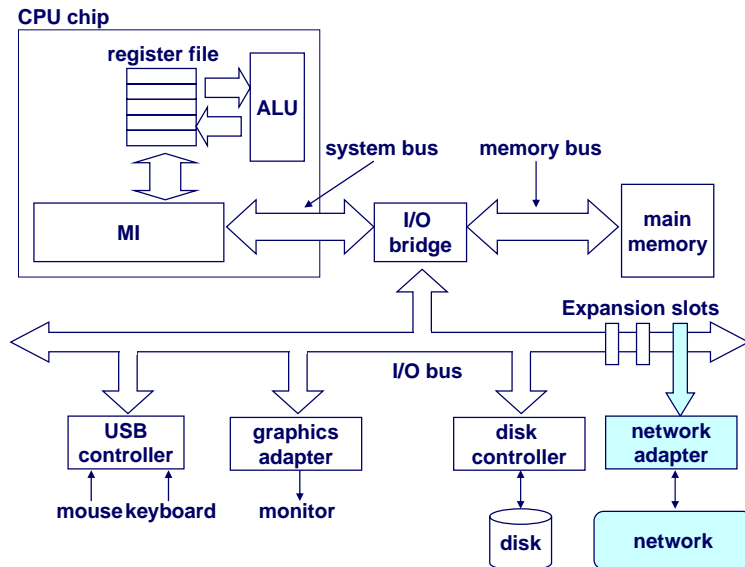 CPU chip
register file
ALU
system bus
memory bus
MI
I/O
bridge
main
memory
Expansion slots
I/O bus
USB
controller
graphics
adapter
disk
controller
network
adapter
mouse keyboard
monitor
disk
network